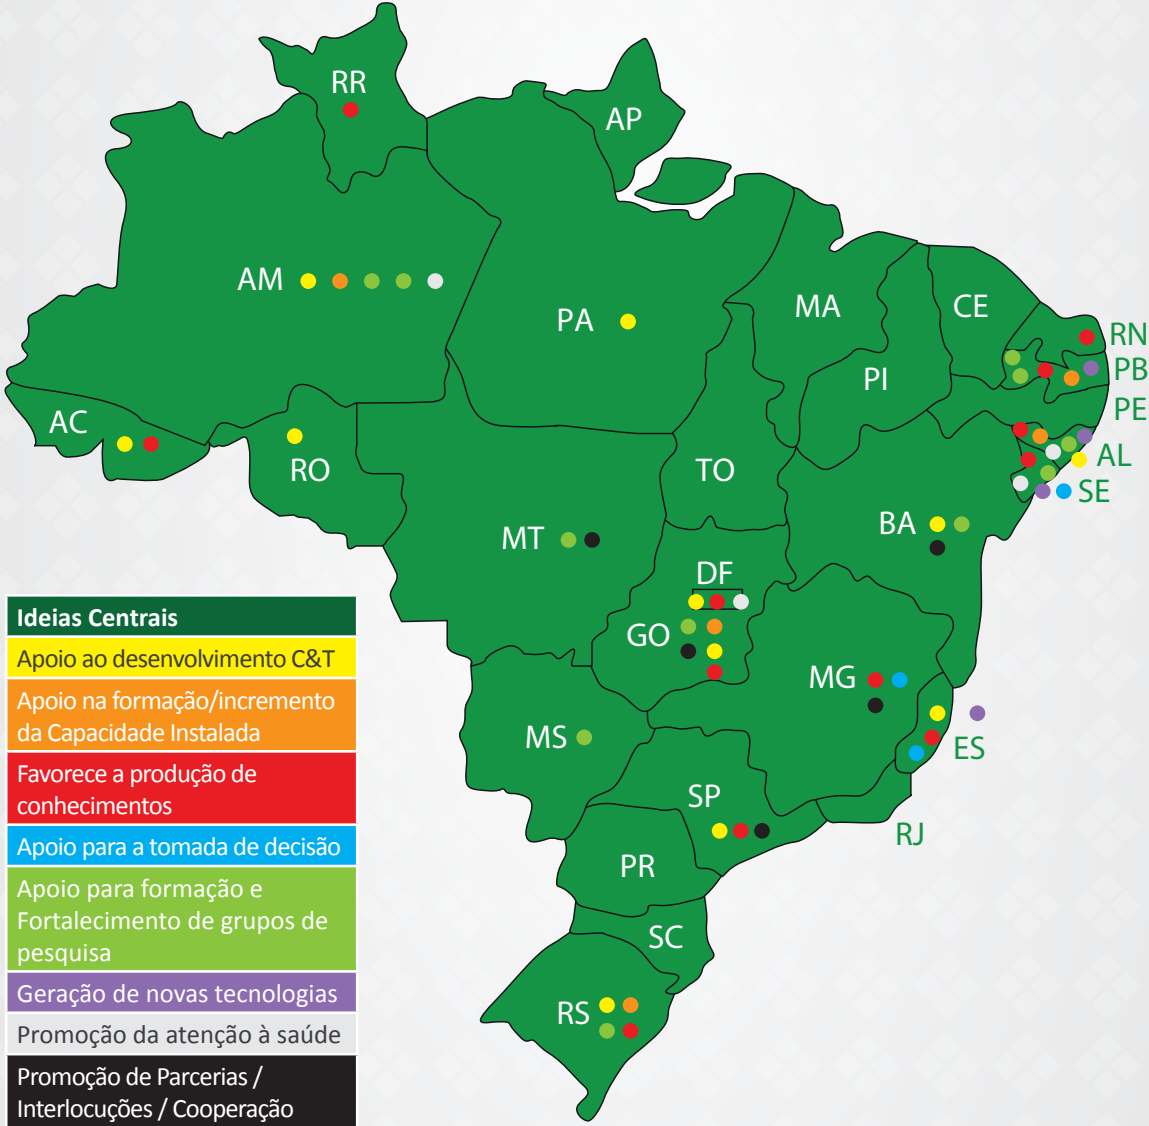 RR
AP
AM
PA
MA
CE
RN
PB
PI
PE
AC
RO
TO
AL
SE
BA
MT
DF
GO
MG
MS
ES
SP
RJ
PR
SC
RS
Ideias Centrais
Apoio ao desenvolvimento C&T
Apoio na formação/incremento
da Capacidade Instalada
Favorece a produção de
conhecimentos
Apoio para a tomada de decisão
Apoio para formação e
Fortalecimento de grupos de
pesquisa
Geração de novas tecnologias
Promoção da atenção à saúde
Promoção de Parcerias /
Interlocuções / Cooperação